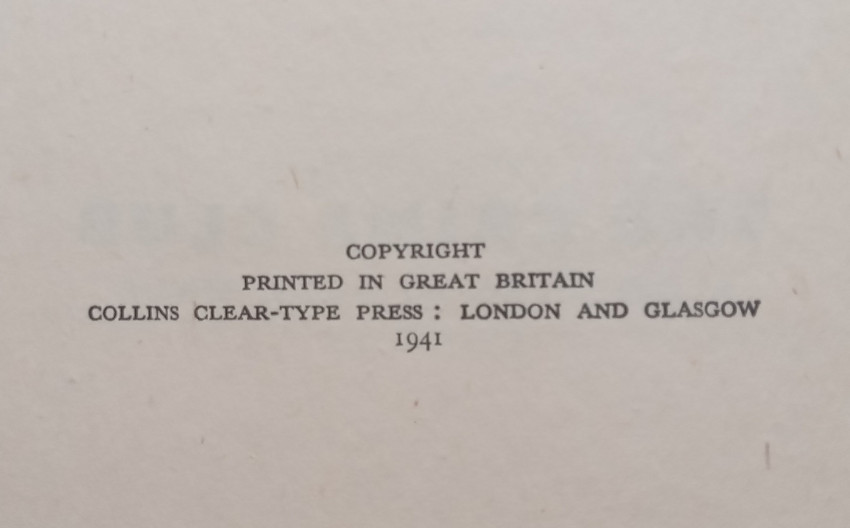 COPYRIGHT
PRINTED IN GREAT BRITAIN
COLLINS CLEAR-TYPE PRESS : LONDON AND GLASGOW
1941